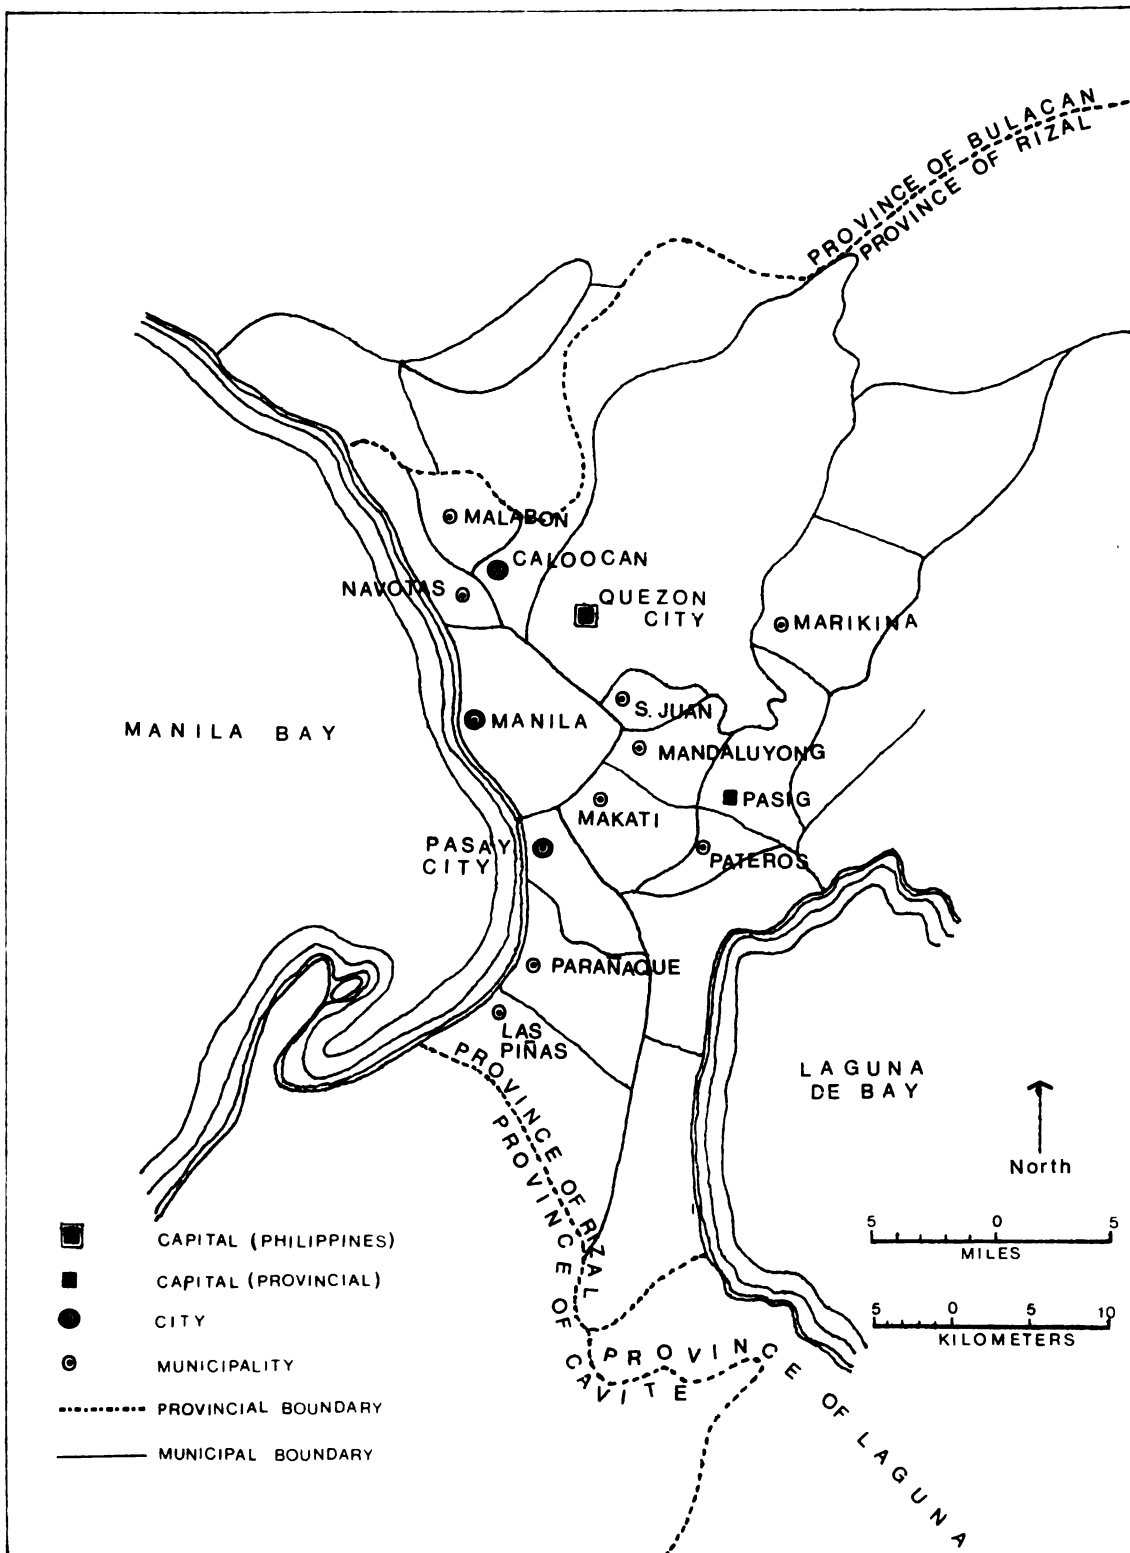 PROVINCE OF BULACAN
PROVINCE OF RIZAL
MALABON
CALOOCAN
NAVOTAS
QUEZON
CITY
MARIKINA
S. JUAN
MANILA BAY
MANILA
MANDALUYONG
PASIG
MAKATI
PASAY
CITY
PATEROS
PARAÑAQUE
LAS
PIÑAS
PROVINCE OF RIZAL
PROVINCE OF CAVITE
LAGUNA
DE BAY
North
5 0 5
MILES
5 0 5 10
KILOMETERS
PROVINCE OF LAGUNA
CAPITAL (PHILIPPINES)
CAPITAL (PROVINCIAL)
CITY
MUNICIPALITY
PROVINCIAL BOUNDARY
MUNICIPAL BOUNDARY